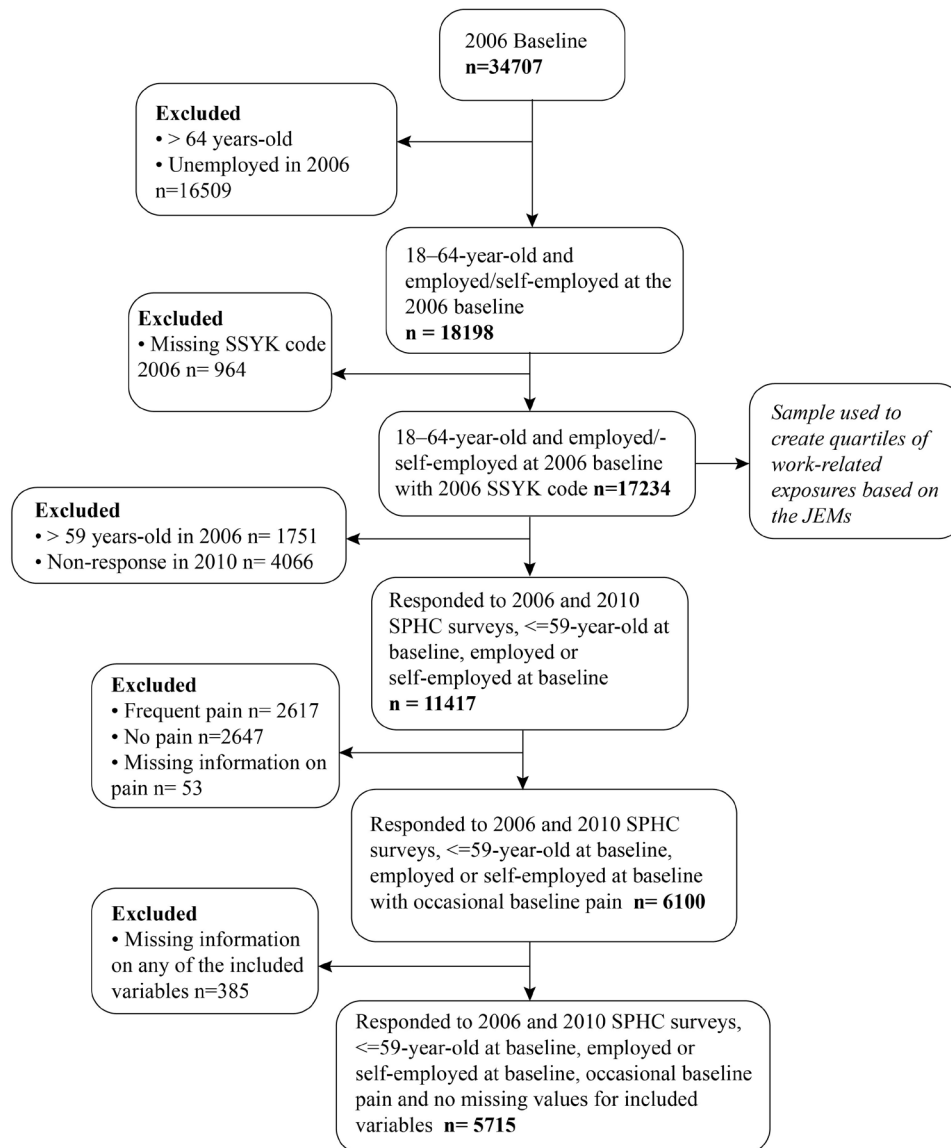 2006 Baseline
n=34707
Excluded
• > 64 years-old
• Unemployed in 2006
n=16509
18–64-year-old and
employed/self-employed at the
2006 baseline
n = 18198
Excluded
• Missing SSYK code
2006 n= 964
18–64-year-old and employed/-
self-employed at 2006 baseline
with 2006 SSYK code n=17234
Sample used to
create quartiles of
work-related
exposures based on
the JEMs
Excluded
• > 59 years-old in 2006 n= 1751
• Non-response in 2010 n= 4066
Responded to 2006 and 2010
SPHC surveys, <=59-year-old at
baseline, employed or
self-employed at baseline
n = 11417
Excluded
• Frequent pain n= 2617
• No pain n=2647
• Missing information on
pain n= 53
Responded to 2006 and 2010 SPHC
surveys, <=59-year-old at baseline,
employed or self-employed at baseline
with occasional baseline pain n= 6100
Excluded
• Missing information
on any of the included
variables n=385
Responded to 2006 and 2010 SPHC surveys,
<=59-year-old at baseline, employed or
self-employed at baseline, occasional baseline
pain and no missing values for included
variables n= 5715